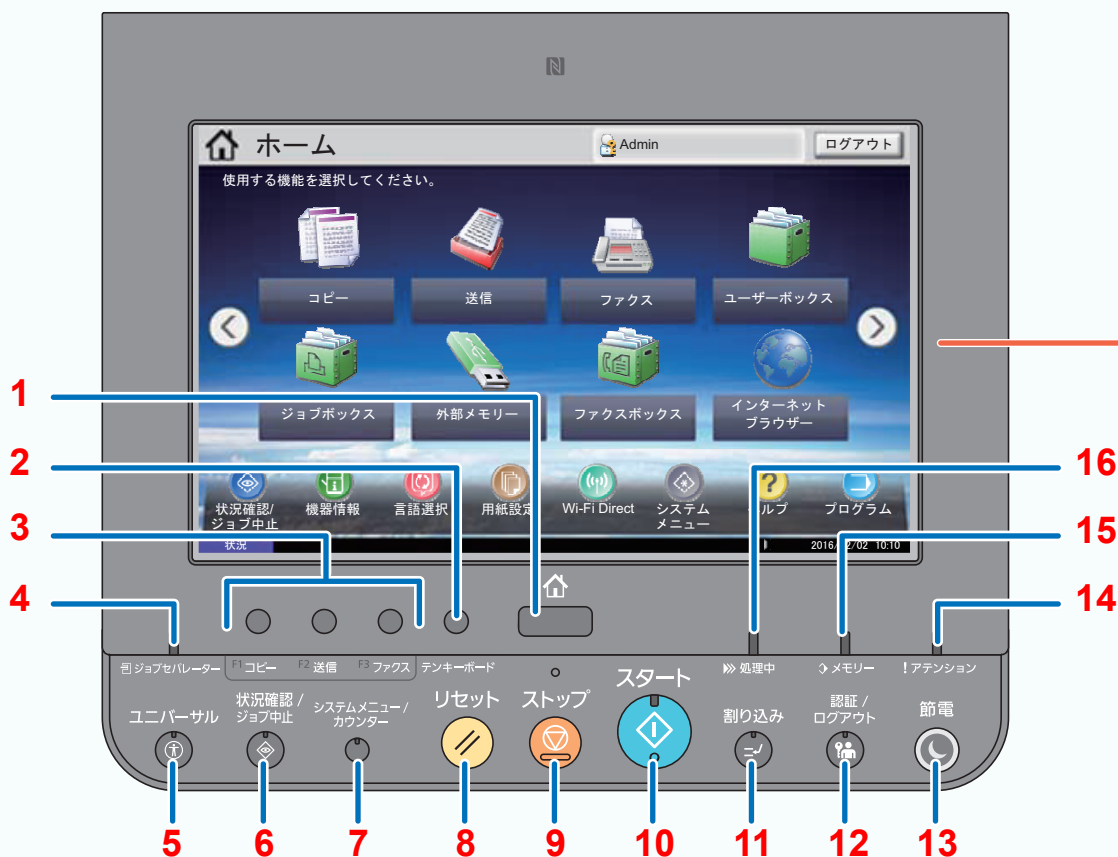 ホーム
Admin
ログアウト
使用する機能を選択してください。
コピー
送信
ファクス
ユーザーボックス
ジョブボックス
外部メモリー
ファクスボックス
インターネット
ブラウザー
状況確認/
ジョブ中止
機器情報
言語選択
用紙設定
Wi-Fi Direct
システム
メニュー
プログラム
状況
10:10
1
2
3
4
16
15
14
ジョブセパレーター
F1 コピー
F2 送信
F3 ファクス
テンキーボード
処理中
メモリー
!アテンション
ユニバーサル
状況確認 /
ジョブ中止
システムメニュー /
カウンター
リセット
ストップ
スタート
割り込み
認証 /
ログアウト
節電
5
6
7
8
9
10
11
12
13